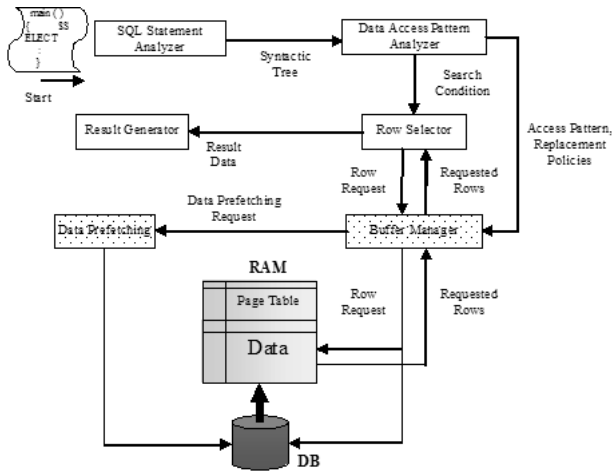 main ( )
{ $S
ELECT
:
}
Start
SQL Statement
Analyzer
Syntactic
Tree
Data Access Pattern
Analyzer
Search
Condition
Result Generator
Result
Data
Row Selector
Access Pattern,
Replacement
Policies
Row
Request
Requested
Rows
Data Prefetching
Request
Data Prefetching
Buffer Manager
RAM
Page Table
Data
Row
Request
Requested
Rows
DB